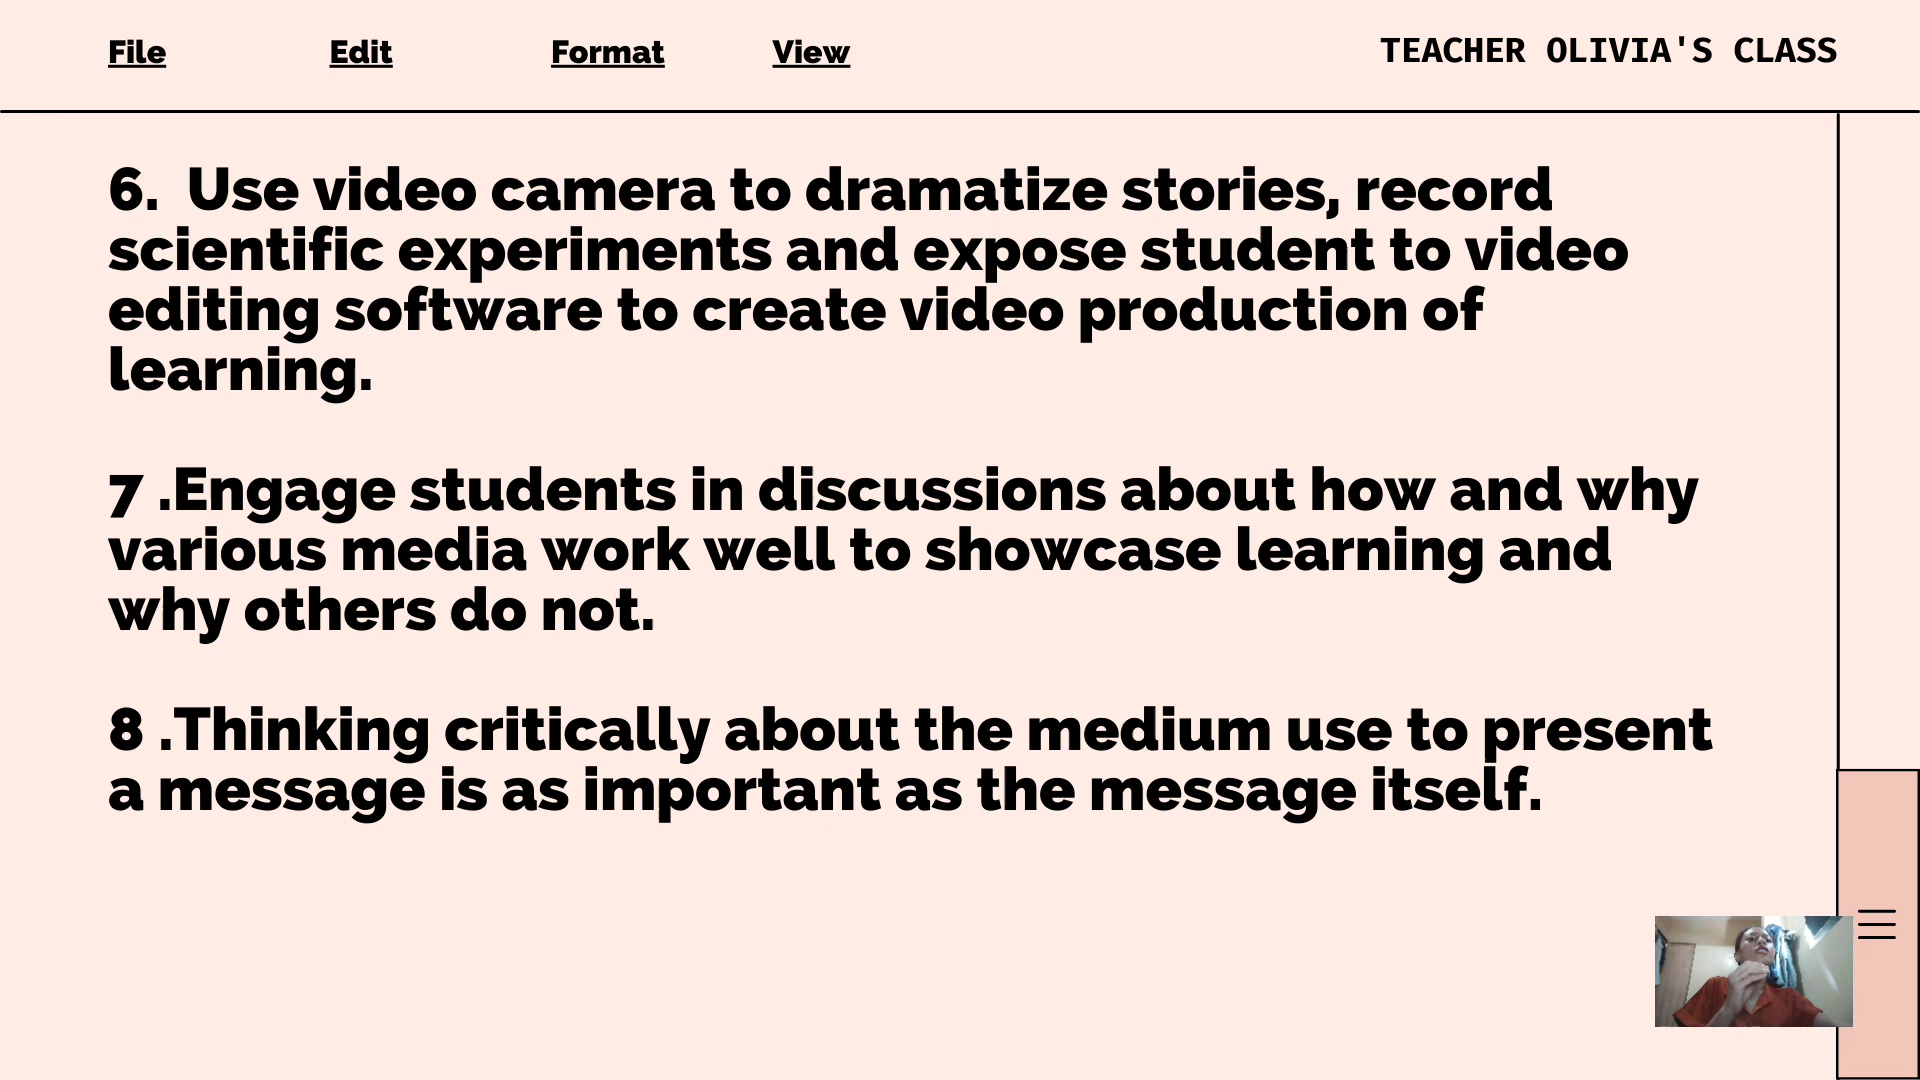 File Edit Format View TEACHER OLIVIA'S CLASS
6. Use video camera to dramatize stories, record
scientific experiments and expose student to video
editing software to create video production of
learning.
7 .Engage students in discussions about how and why
various media work well to showcase learning and
why others do not.
8 .Thinking critically about the medium use to present
a message is as important as the message itself.